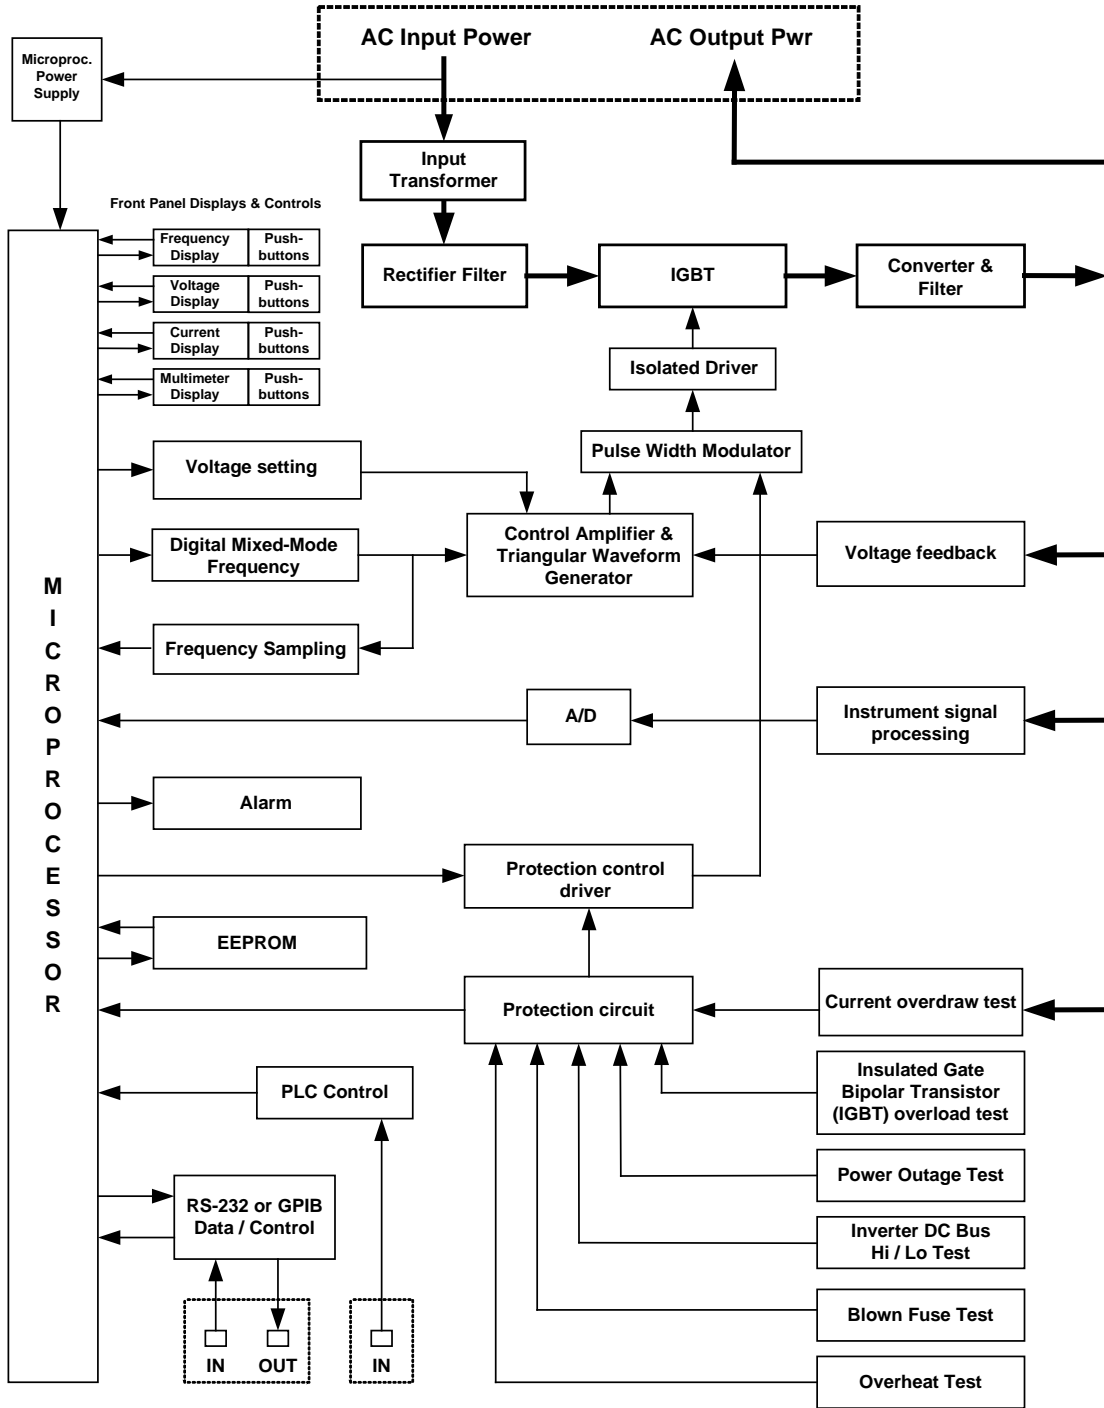 AC Input Power
AC Output Pwr
Microproc.
Power
Supply
Input
Transformer
Front Panel Displays & Controls
Frequency
Display
Push-
buttons
Rectifier Filter
IGBT
Converter &
Filter
Voltage
Display
Push-
buttons
Current
Display
Push-
buttons
Isolated Driver
Multimeter
Display
Push-
buttons
Pulse Width Modulator
Voltage setting
Digital Mixed-Mode
Frequency
Control Amplifier &
Triangular Waveform
Generator
Voltage feedback
MICROPROCESSOR
Frequency Sampling
A/D
Instrument signal
processing
Alarm
Protection control
driver
EEPROM
Protection circuit
Current overdraw test
PLC Control
Insulated Gate
Bipolar Transistor
(IGBT) overload test
Power Outage Test
RS-232 or GPIB
Data / Control
Inverter DC Bus
Hi / Lo Test
Blown Fuse Test
IN
OUT
IN
Overheat Test